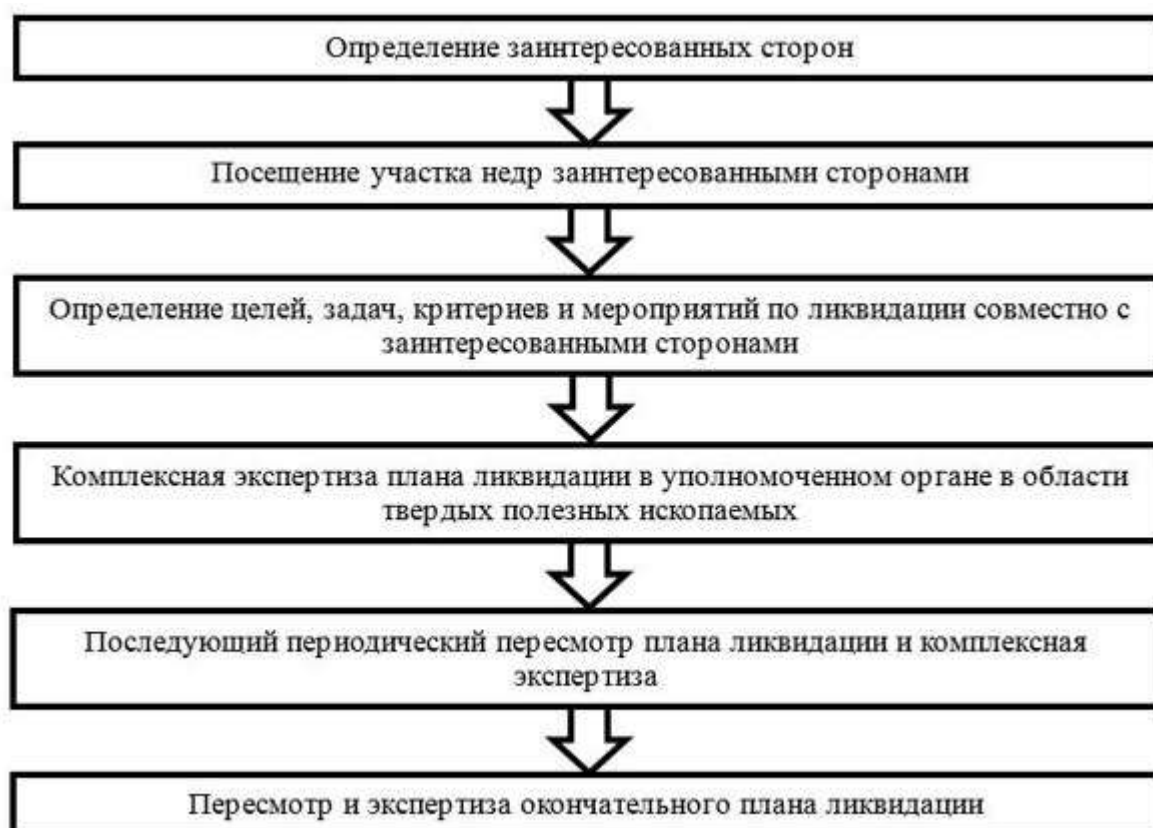 Определение заинтересованных сторон
Посещение участка недр заинтересованными сторонами
Определение целей, задач, критериев и мероприятий по ликвидации совместно с
заинтересованными сторонами
Комплексная экспертиза плана ликвидации в уполномоченном органе в области
твердых полезных ископаемых
Последующий периодический пересмотр плана ликвидации и комплексная
экспертиза
Пересмотр и экспертиза окончательного плана ликвидации